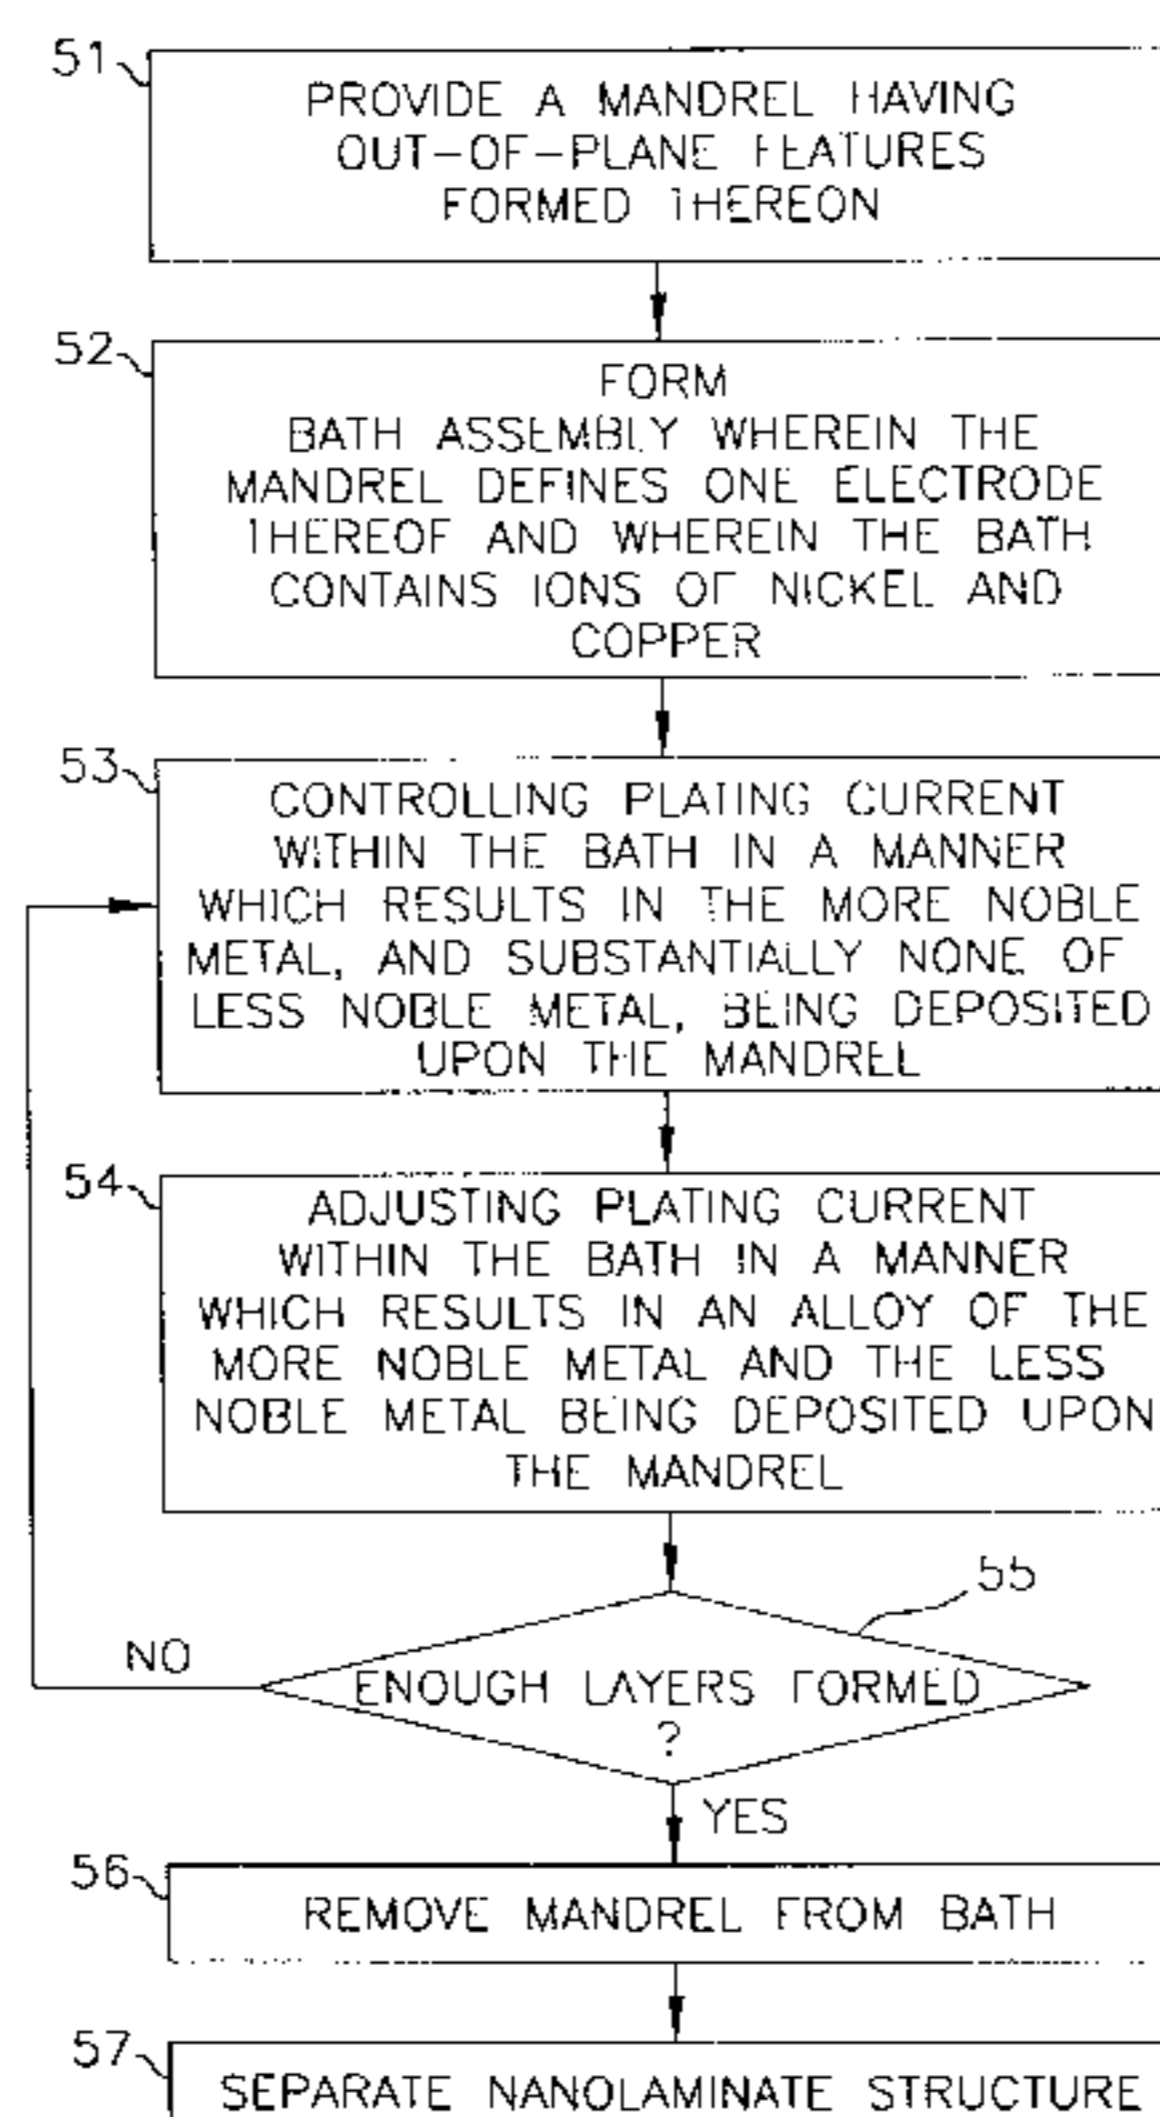 51
PROVIDE A MANDREL HAVING
OUT-OF-PLANE FEATURES
FORMED THEREON
52
FORM
BATH ASSEMBLY WHEREIN THE
MANDREL DEFINES ONE ELECTRODE
THEREOF AND WHEREIN THE BATH
CONTAINS IONS OF NICKEL AND
COPPER
53
CONTROLLING PLATING CURRENT
WITHIN THE BATH IN A MANNER
WHICH RESULTS IN THE MORE NOBLE
METAL, AND SUBSTANTIALLY NONE OF
LESS NOBLE METAL, BEING DEPOSITED
UPON THE MANDREL
54
ADJUSTING PLATING CURRENT
WITHIN THE BATH IN A MANNER
WHICH RESULTS IN AN ALLOY OF THE
MORE NOBLE METAL AND THE LESS
NOBLE METAL BEING DEPOSITED UPON
THE MANDREL
55
NO
ENOUGH LAYERS FORMED
?
YES
56
REMOVE MANDREL FROM BATH
57
SEPARATE NANOLAMINATE STRUCTURE